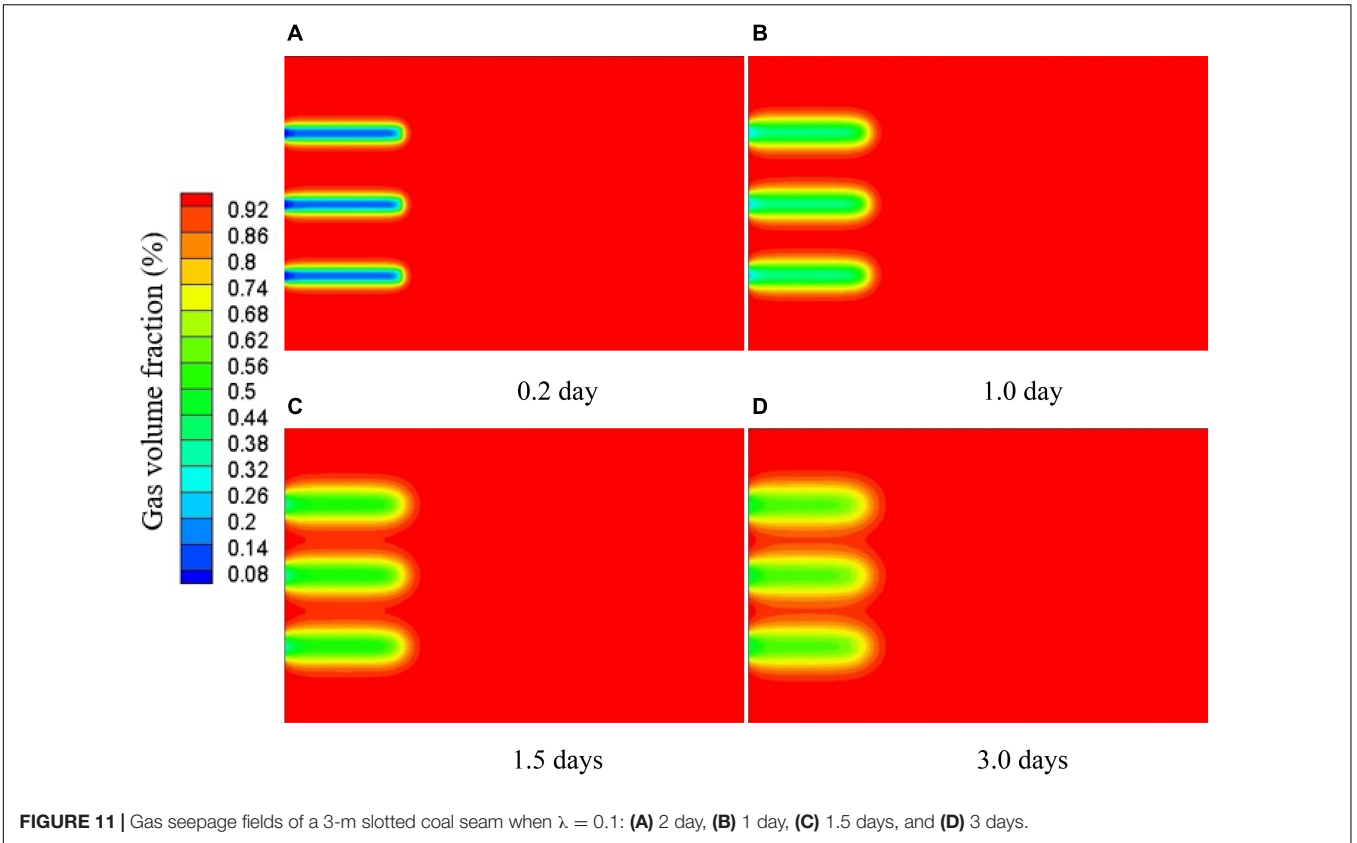 A
B
Gas volume fraction (%)
0.92
0.86
0.8
0.74
0.68
0.62
0.56
0.5
0.44
0.38
0.32
0.26
0.2
0.14
0.08
0.2 day
1.0 day
C
D
1.5 days
3.0 days
FIGURE 11 | Gas seepage fields of a 3-m slotted coal seam when λ = 0.1: (A) 2 day, (B) 1 day, (C) 1.5 days, and (D) 3 days.